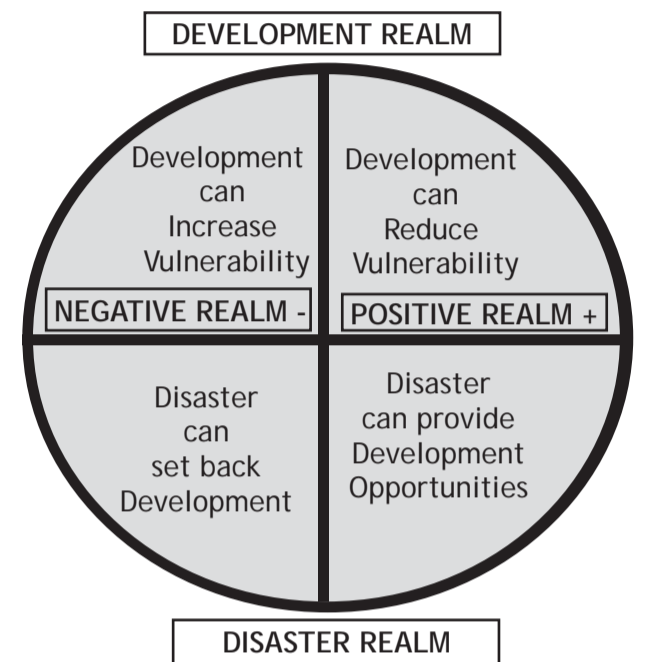 DEVELOPMENT REALM
Development
can
Increase
Vulnerability
Development
can
Reduce
Vulnerability
NEGATIVE REALM -
POSITIVE REALM +
Disaster
can
set back
Development
Disaster
can provide
Development
Opportunities
DISASTER REALM